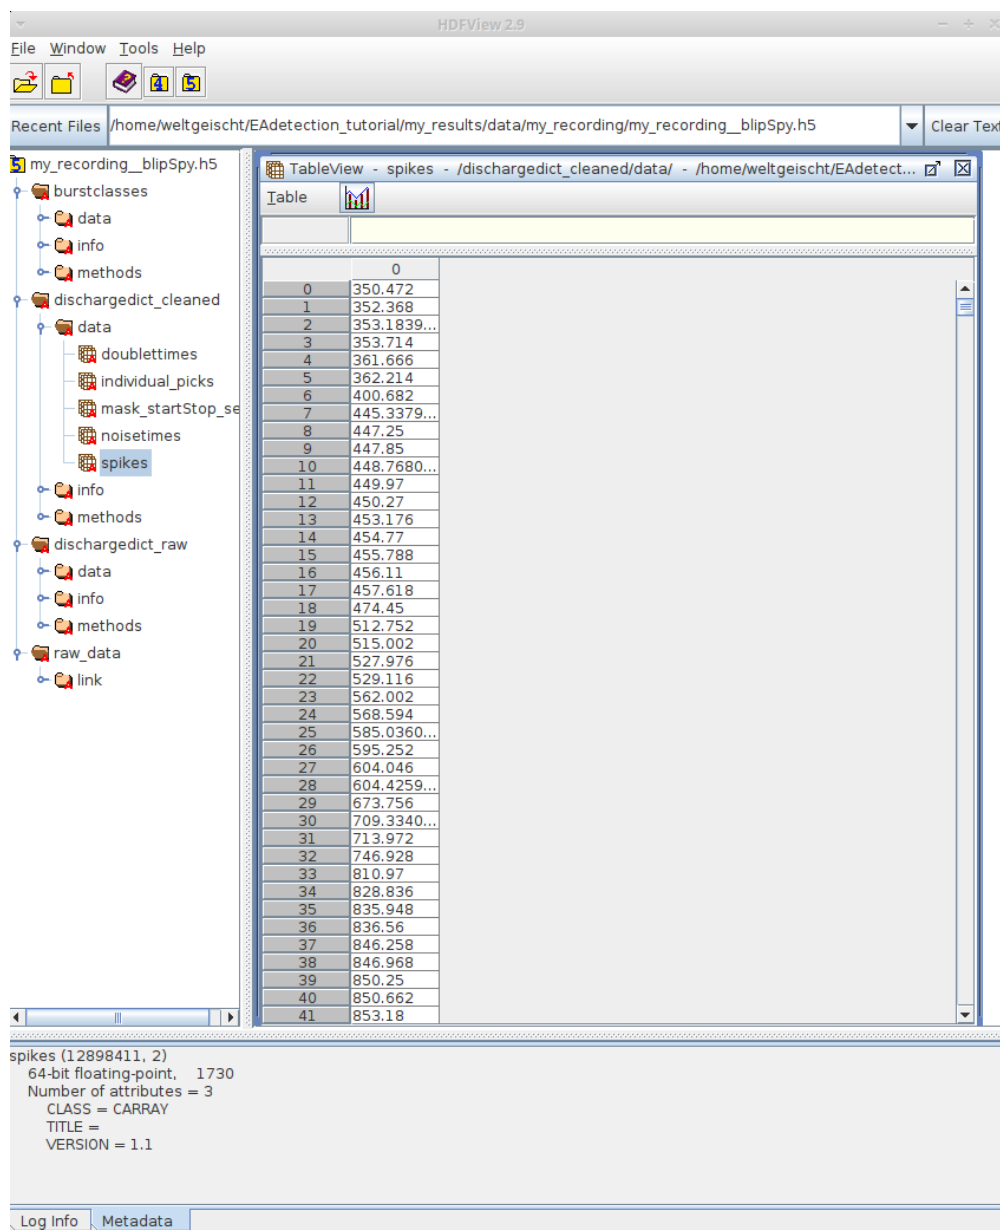 HDFView 2.9
File Window Tools Help
4 5
Recent Files /home/weltgeischt/EAdetection_tutorial/my_results/data/my_recording/my_recording__blipSpy.h5 Clear Text
5 my_recording__blipSpy.h5
burstclasses
data
info
methods
dischargedict_cleaned
data
doublettimes
individual_picks
mask_startStop_se
noisetimes
spikes
info
methods
dischargedict_raw
data
info
methods
raw_data
link
TableView - spikes - /dischargedict_cleaned/data/ - /home/weltgeischt/EAdetect...
Table
0
0 350.472
1 352.368
2 353.1839...
3 353.714
4 361.666
5 362.214
6 400.682
7 445.3379...
8 447.25
9 447.85
10 448.7680...
11 449.97
12 450.27
13 453.176
14 454.77
15 455.788
16 456.11
17 457.618
18 474.45
19 512.752
20 515.002
21 527.976
22 529.116
23 562.002
24 568.594
25 585.0360...
26 595.252
27 604.046
28 604.4259...
29 673.756
30 709.3340...
31 713.972
32 746.928
33 810.97
34 828.836
35 835.948
36 836.56
37 846.258
38 846.968
39 850.25
40 850.662
41 853.18
spikes (12898411, 2)
64-bit floating-point, 1730
Number of attributes = 3
CLASS = CARRAY
TITLE =
VERSION = 1.1
Log Info Metadata